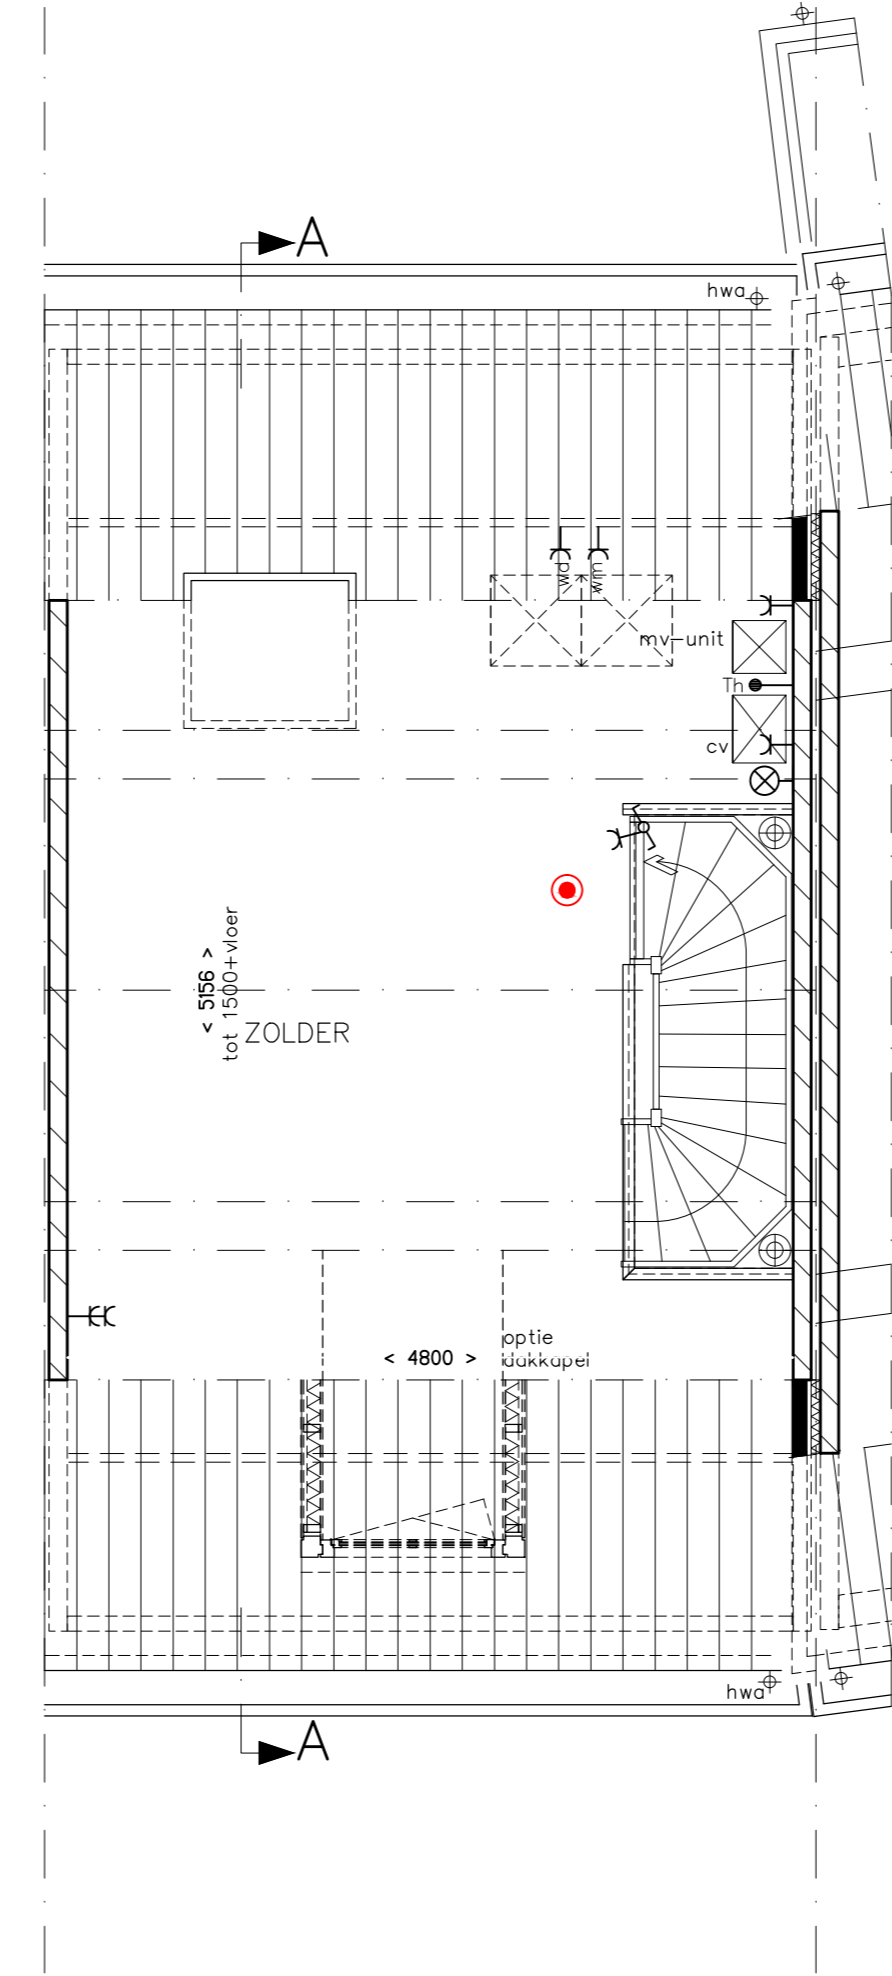 A
hwa
wd
wm
mv-unit
Th
cv
< 5156 >
tot 1500+vloer
ZOLDER
optie
dakkapel
< 4800 >
hwa
A